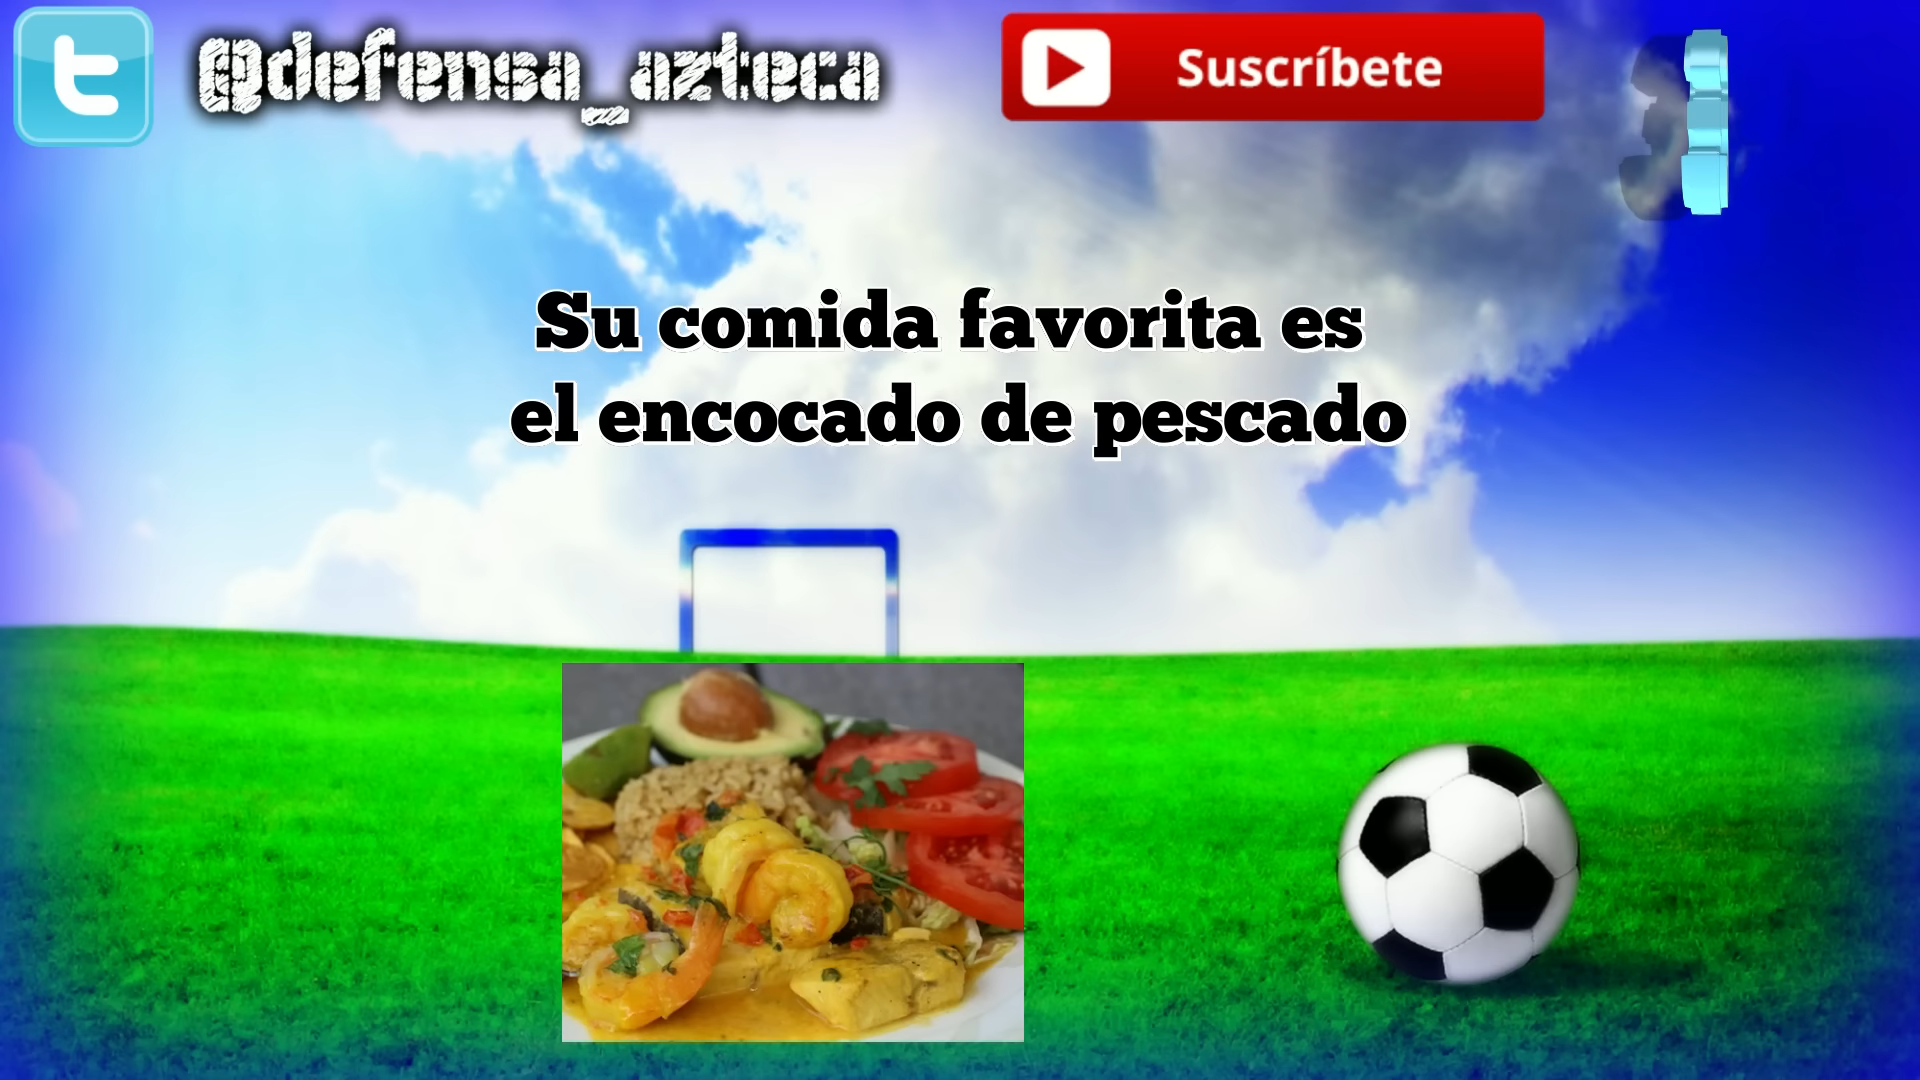 @defensa_azteca
Suscríbete
Su comida favorita es
el encocado de pescado